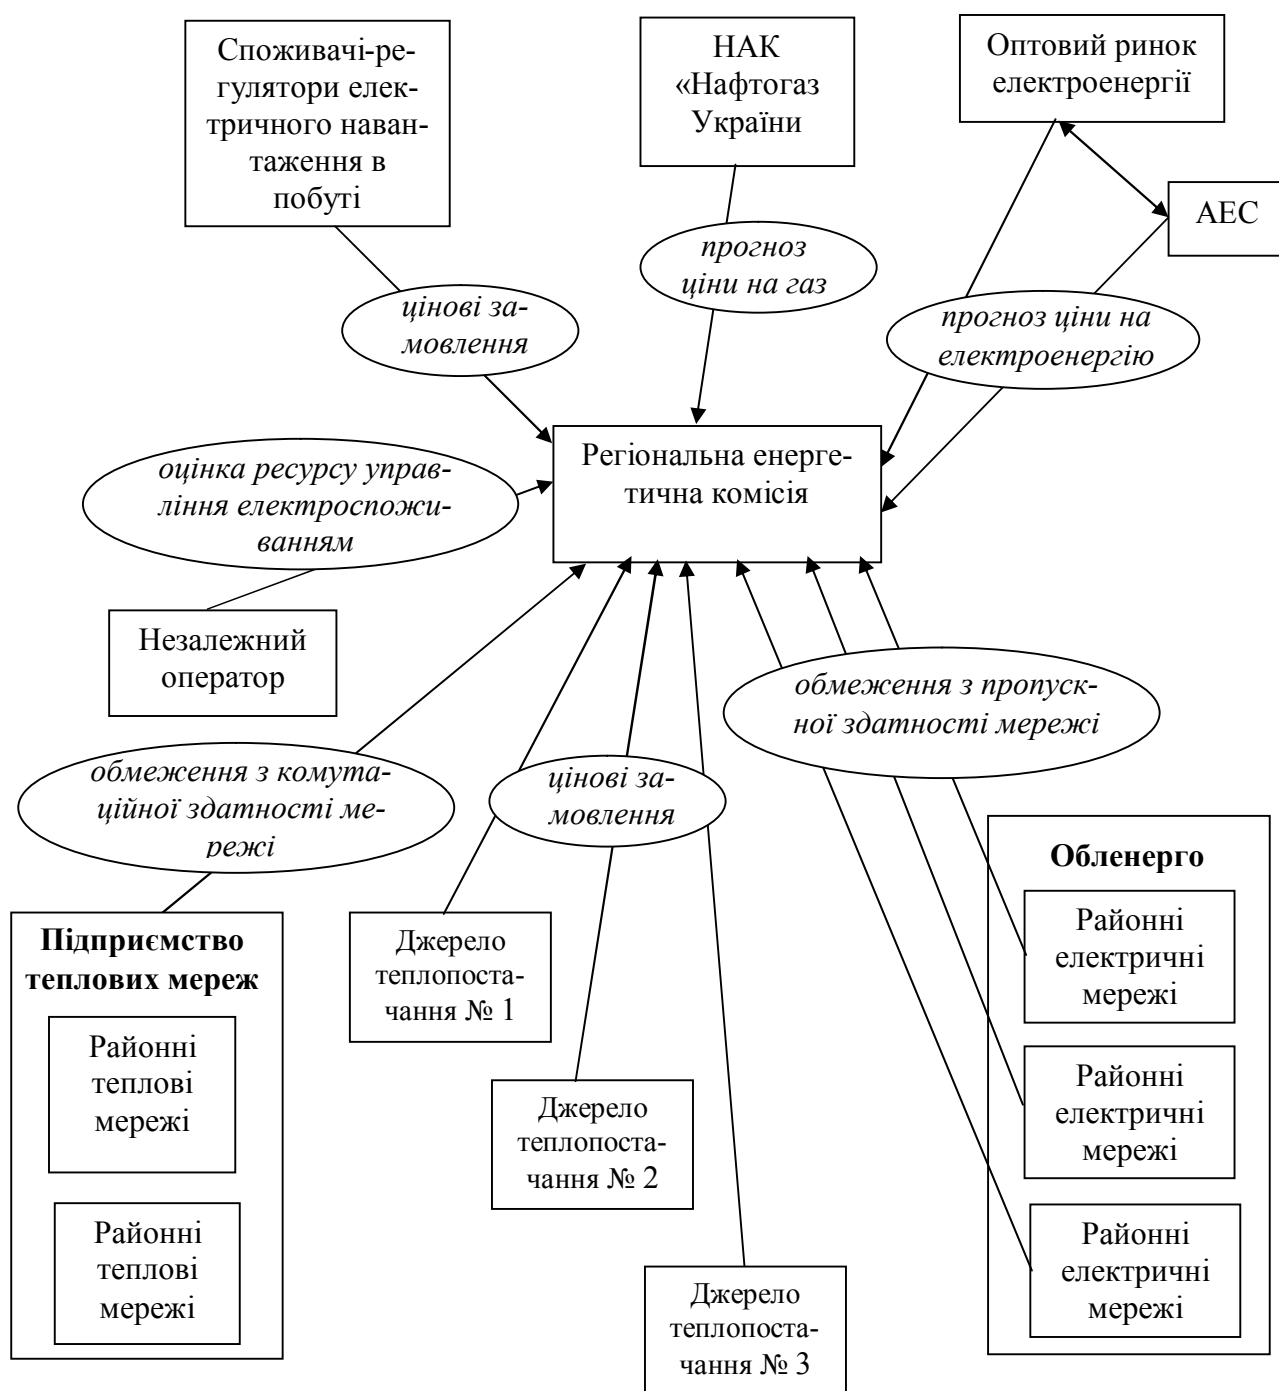 Споживачі-ре-
гулятори елек-
тричного наван-
таження в
побуті
НАК
«Нафтогаз
України
Оптовий ринок
електроенергії
АЕС
прогноз
ціни на газ
цінові за-
мовлення
прогноз ціни на
електроенергію
Регіональна енерге-
тична комісія
оцінка ресурсу управ-
ління електроспожи-
ванням
Незалежний
оператор
обмеження з пропуск-
ної здатності мережі
обмеження з комута-
ційної здатності ме-
режі
цінові за-
мовлення
Підприємство
теплових мереж
Районні
теплові
мережі
Районні
теплові
мережі
Джерело
теплопоста-
чання № 1
Джерело
теплопоста-
чання № 2
Джерело
теплопоста-
чання № 3
Обленерго
Районні
електричні
мережі
Районні
електричні
мережі
Районні
електричні
мережі